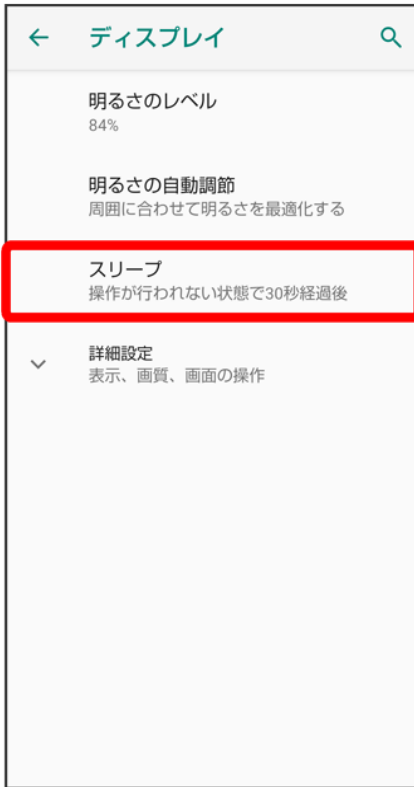 ディスプレイ
明るさのレベル
84%
明るさの自動調節
周囲に合わせて明るさを最適化する
スリープ
操作が行われない状態で30秒経過後
詳細設定
表示、画質、画面の操作